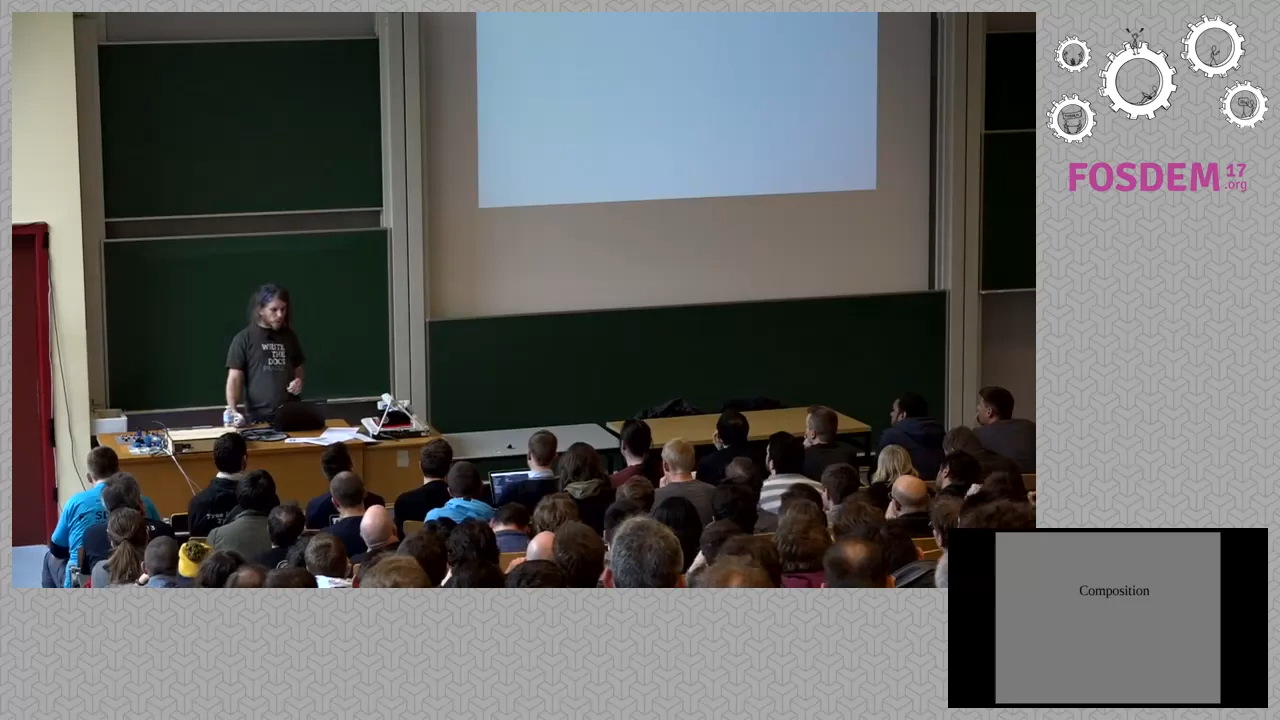 FOSDEM 17
.org
WRITE
THE
DOCS
Composition